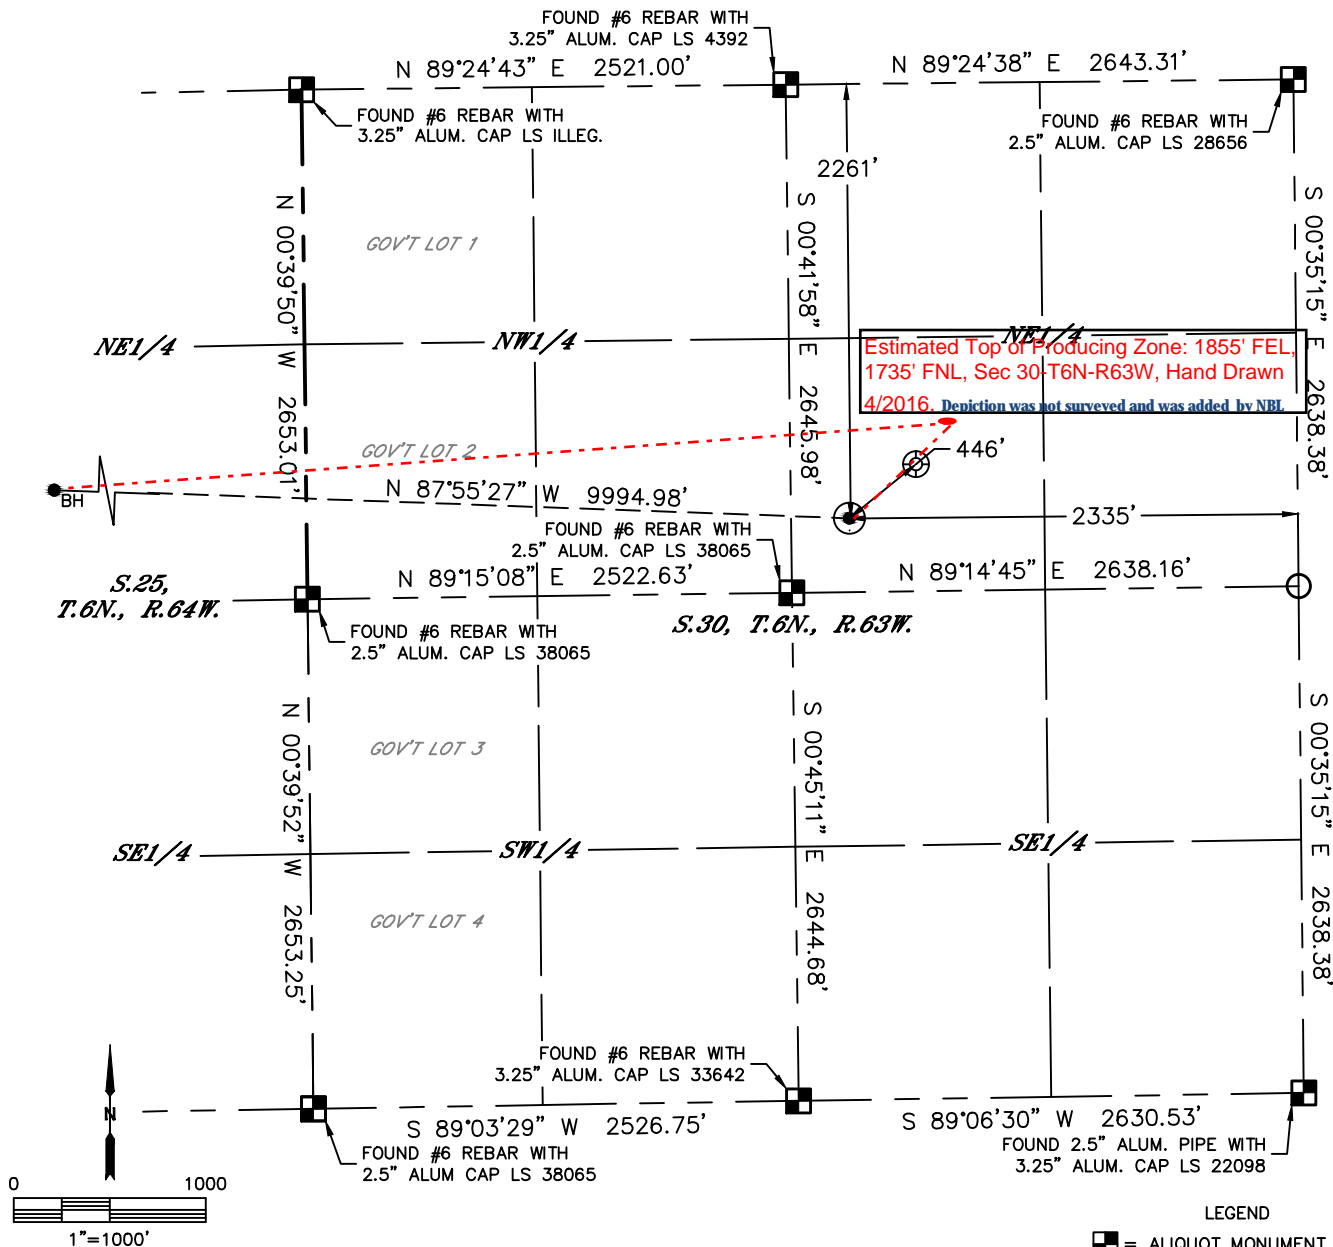 FOUND #6 REBAR WITH
3.25” ALUM. CAP LS 4392
N 89°24'43” E 2521.00'
N 89°24'38” E 2643.31'
FOUND #6 REBAR WITH
3.25” ALUM. CAP LS ILLEG.
FOUND #6 REBAR WITH
2.5” ALUM. CAP LS 28656
2261'
N 00°39'50” W 2653.01'
S 00°41'58” E 2645.98'
S 00°35'15” E 2638.38'
GOV'T LOT 1
NE1/4
NW1/4
NE1/4
Estimated Top of Producing Zone: 1855' FEL,
1735' FNL, Sec 30-T6N-R63W, Hand Drawn
4/2016. Depiction was not surveyed and was added by NBL
GOV'T LOT 2
446'
BH
N 87°55'27” W 9994.98'
2335'
FOUND #6 REBAR WITH
2.5” ALUM. CAP LS 38065
S.25,
T.6N., R.64W.
N 89°15'08” E 2522.63'
N 89°14'45” E 2638.16'
S.30, T.6N., R.63W.
FOUND #6 REBAR WITH
2.5” ALUM. CAP LS 38065
N 00°39'52” W 2653.25'
S 00°45'11” E 2644.68'
S 00°35'15” E 2638.38'
GOV'T LOT 3
SE1/4
SW1/4
SE1/4
GOV'T LOT 4
FOUND #6 REBAR WITH
3.25” ALUM. CAP LS 33642
N
S 89°03'29” W 2526.75'
S 89°06'30” W 2630.53'
FOUND #6 REBAR WITH
2.5” ALUM CAP LS 38065
FOUND 2.5” ALUM. PIPE WITH
3.25” ALUM. CAP LS 22098
0 1000
1”=1000'
LEGEND
= ALIQUOT MONUMENT